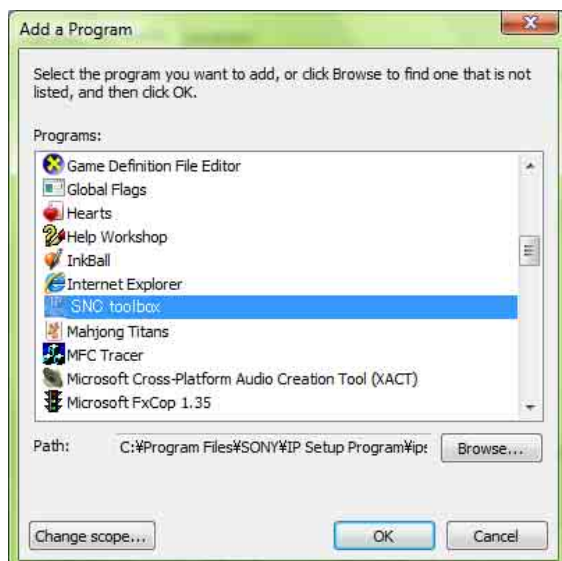 Add a Program
Select the program you want to add, or click Browse to find one that is not
listed, and then click OK.
Programs:
Game Definition File Editor
Global Flags
Hearts
Help Workshop
InkBall
Internet Explorer
SNC toolbox
Mahjong Titans
MFC Tracer
Microsoft Cross-Platform Audio Creation Tool (XACT)
Microsoft FxCop 1.35
Path: C:¥Program Files¥SONY¥IP Setup Program¥ips Browse...
Change scope... OK Cancel